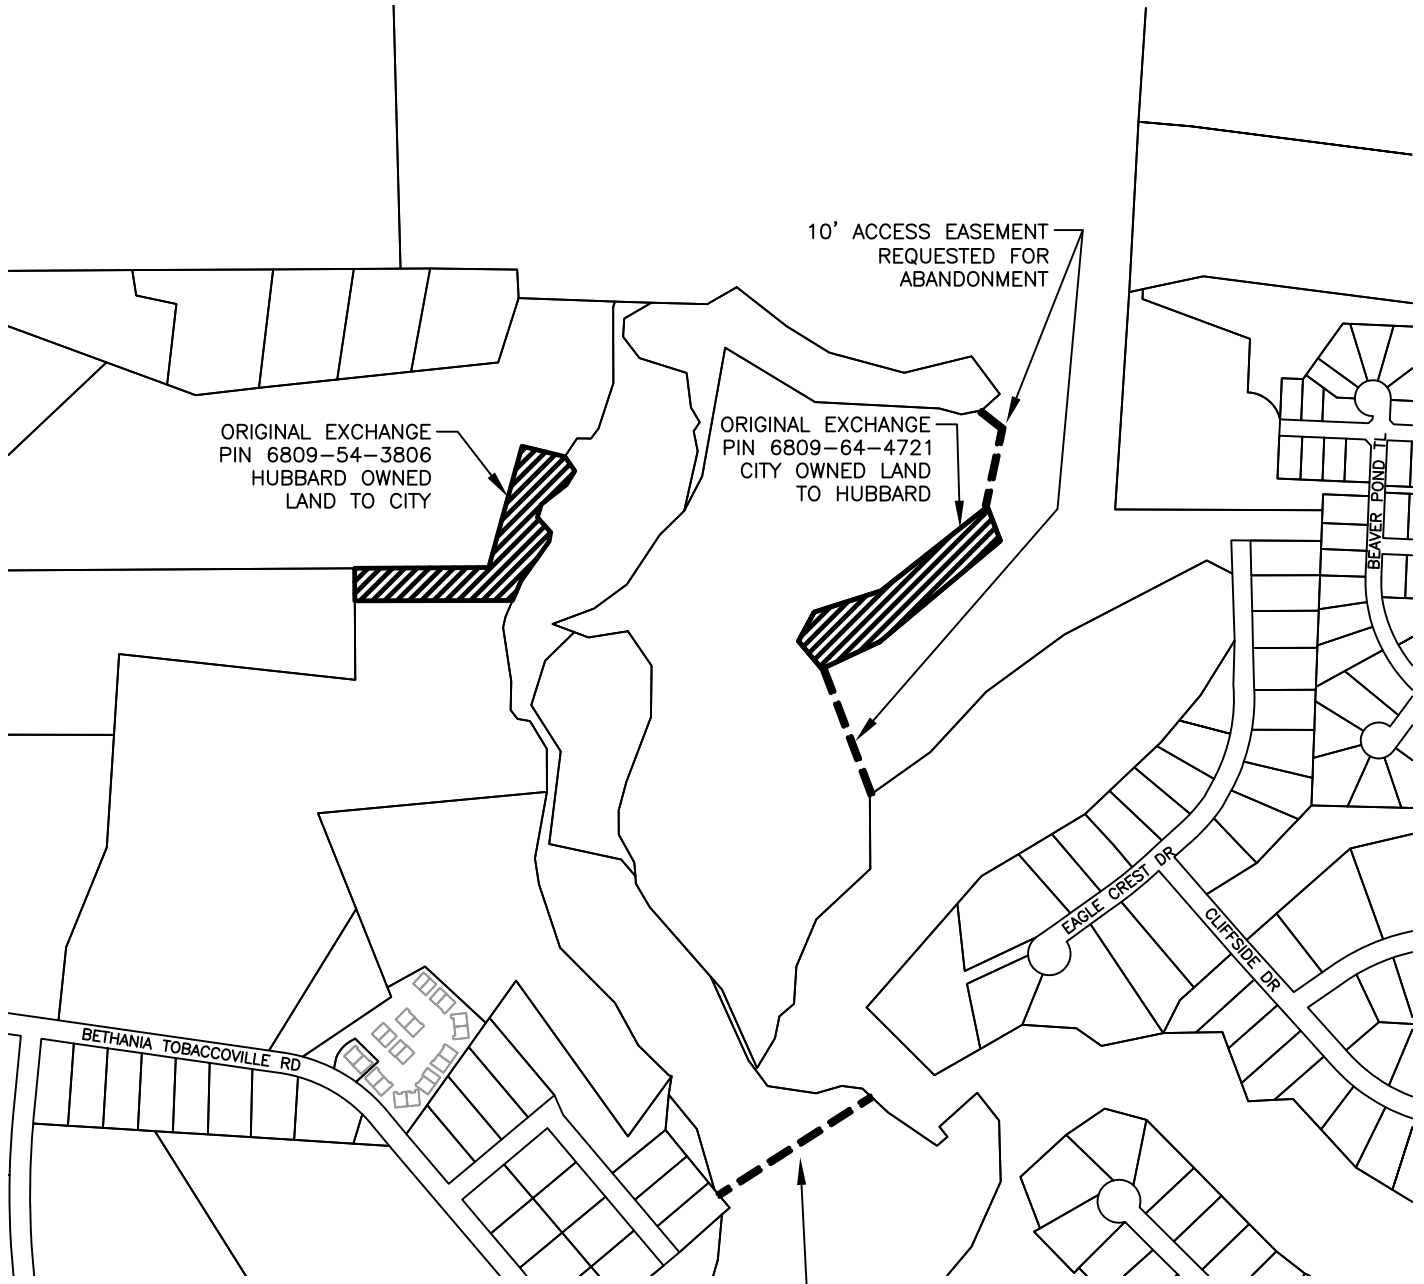 10' ACCESS EASEMENT
REQUESTED FOR
ABANDONMENT
ORIGINAL EXCHANGE
PIN 6809-54-3806
HUBBARD OWNED
LAND TO CITY
ORIGINAL EXCHANGE
PIN 6809-64-4721
CITY OWNED LAND
TO HUBBARD
BEAVER POND TL
EAGLE CREST DR
CLIFFSIDE DR
BETHANIA TOBACCOVILLE RD